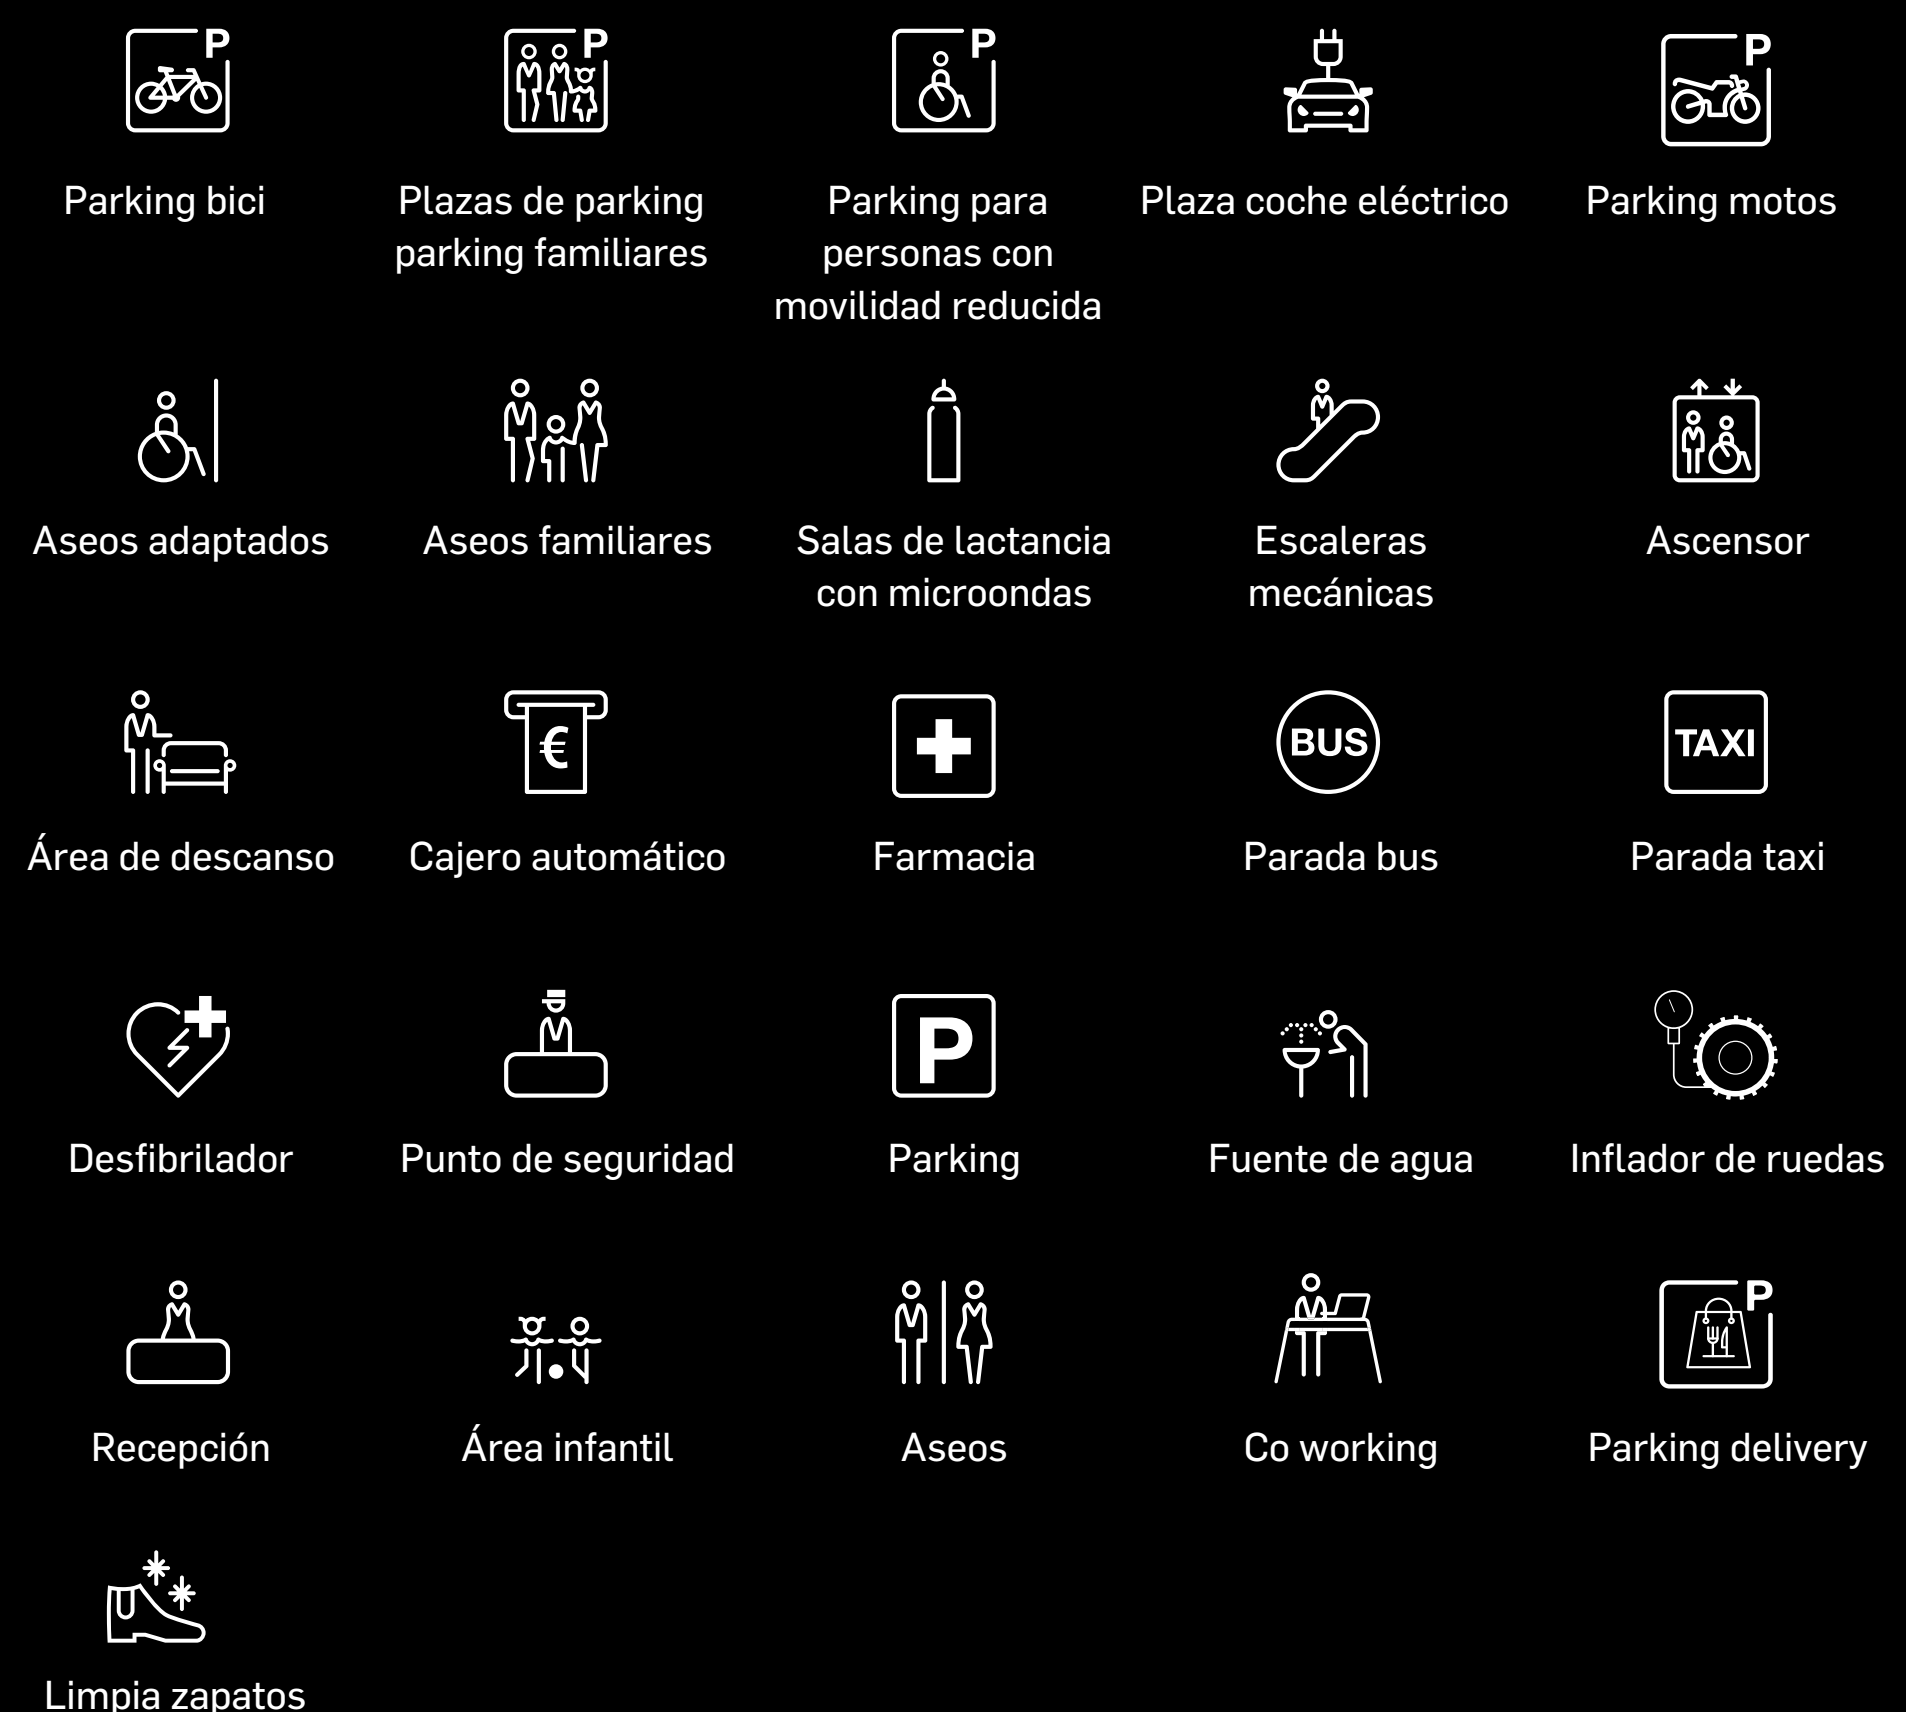 P
P
P
P
Parking bici
Plazas de parking
parking familiares
Parking para
personas con
movilidad reducida
Plaza coche eléctrico
Parking motos
Aseos adaptados
Aseos familiares
Salas de lactancia
con microondas
Escaleras
mecánicas
Ascensor
€
BUS
TAXI
Área de descanso
Cajero automático
Farmacia
Parada bus
Parada taxi
P
Desfibrilador
Punto de seguridad
Parking
Fuente de agua
Inflador de ruedas
P
Recepción
Área infantil
Aseos
Co working
Parking delivery
Limpia zapatos